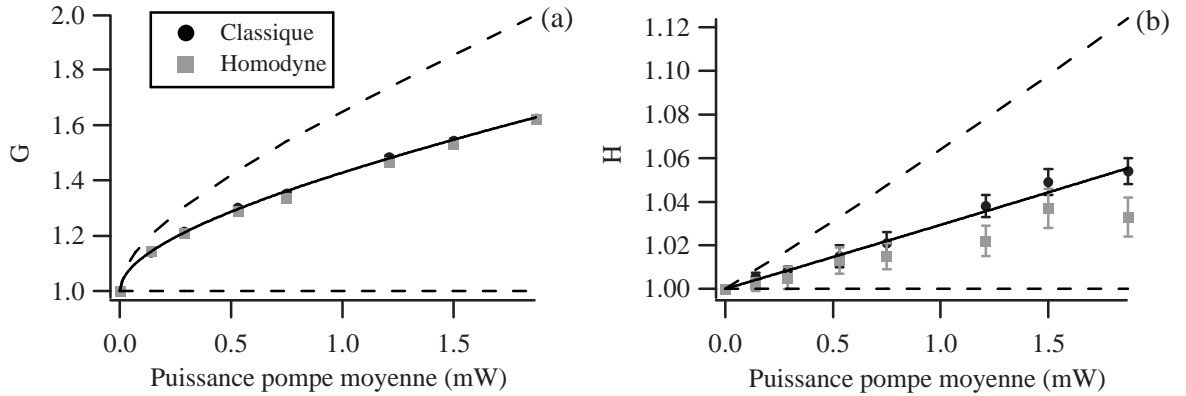 (a)
Classique
Homodyne
2.0
1.8
1.6
1.4
1.2
1.0
G
0.0 0.5 1.0 1.5
Puissance pompe moyenne (mW)
(b)
1.12
1.10
1.08
1.06
1.04
1.02
1.00
H
0.0 0.5 1.0 1.5
Puissance pompe moyenne (mW)